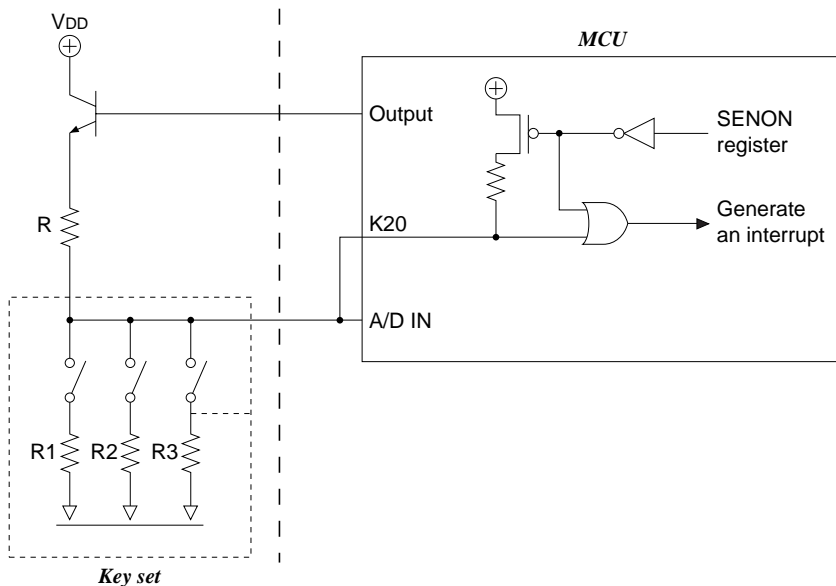 VDD
MCU
Output
SENON
register
R
K20
Generate
an interrupt
A/D IN
R1
R2
R3
Key set